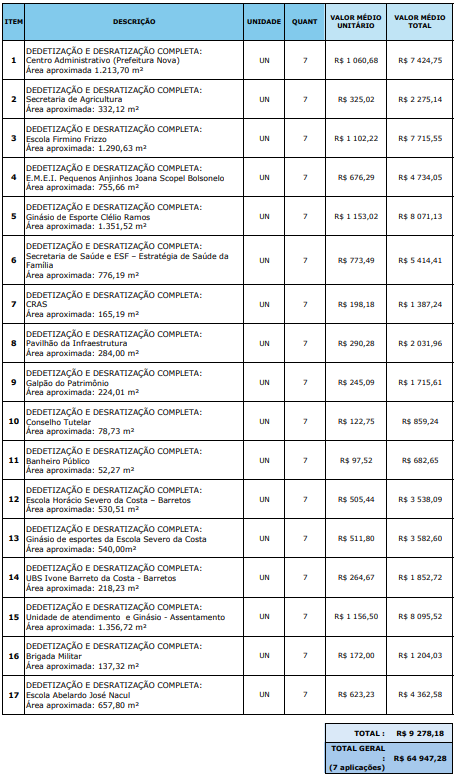 ITEM DESCRIÇÃO UNIDADE QUANT VALOR MÉDIO UNITÁRIO VALOR MÉDIO TOTAL
DEDETIZAÇÃO E DESRATIZAÇÃO COMPLETA:
1 Centro Administrativo (Prefeitura Nova) UN 7 R$ 1 060,68 R$ 7 424,75
Área aproximada 1.213,70 m²
DEDETIZAÇÃO E DESRATIZAÇÃO COMPLETA:
2 Secretaria de Agricultura UN 7 R$ 325,02 R$ 2 275,14
Área aproximada: 332,12 m²
DEDETIZAÇÃO E DESRATIZAÇÃO COMPLETA:
3 Escola Firmino Frizzo UN 7 R$ 1 102,22 R$ 7 715,55
Área aproximada: 1.290,63 m²
DEDETIZAÇÃO E DESRATIZAÇÃO COMPLETA:
4 E.M.E.I. Pequenos Anjinhos Joana Scopel Bolsonelo UN 7 R$ 676,29 R$ 4 734,05
Área aproximada: 755,66 m²
DEDETIZAÇÃO E DESRATIZAÇÃO COMPLETA:
5 Ginásio de Esporte Clélio Ramos UN 7 R$ 1 153,02 R$ 8 071,13
Área aproximada: 1.351,52 m²
DEDETIZAÇÃO E DESRATIZAÇÃO COMPLETA:
6 Secretaria de Saúde e ESF – Estratégia de Saúde da UN 7 R$ 773,49 R$ 5 414,41
Família
Área aproximada: 776,19 m²
DEDETIZAÇÃO E DESRATIZAÇÃO COMPLETA:
7 CRAS UN 7 R$ 198,18 R$ 1 387,24
Área aproximada: 165,19 m²
DEDETIZAÇÃO E DESRATIZAÇÃO COMPLETA:
8 Pavilhão da Infraestrutura UN 7 R$ 290,28 R$ 2 031,96
Área aproximada: 284,00 m²
DEDETIZAÇÃO E DESRATIZAÇÃO COMPLETA:
9 Galpão do Patrimônio UN 7 R$ 245,09 R$ 1 715,61
Área aproximada: 224,01 m²
DEDETIZAÇÃO E DESRATIZAÇÃO COMPLETA:
10 Conselho Tutelar UN 7 R$ 122,75 R$ 859,24
Área aproximada: 78,73 m²
DEDETIZAÇÃO E DESRATIZAÇÃO COMPLETA:
11 Banheiro Público UN 7 R$ 97,52 R$ 682,65
Área aproximada: 52,27 m²
DEDETIZAÇÃO E DESRATIZAÇÃO COMPLETA:
12 Escola Horácio Severo da Costa – Barretos UN 7 R$ 505,44 R$ 3 538,09
Área aproximada: 530,51 m²
DEDETIZAÇÃO E DESRATIZAÇÃO COMPLETA:
13 Ginásio de esportes da Escola Severo da Costa UN 7 R$ 511,80 R$ 3 582,60
Área aproximada: 540,00m²
DEDETIZAÇÃO E DESRATIZAÇÃO COMPLETA:
14 UBS Ivone Barreto da Costa - Barretos UN 7 R$ 264,67 R$ 1 852,72
Área aproximada: 218,23 m²
DEDETIZAÇÃO E DESRATIZAÇÃO COMPLETA:
15 Unidade de atendimento e Ginásio - Assentamento UN 7 R$ 1 156,50 R$ 8 095,52
Área aproximada: 1.356,72 m²
DEDETIZAÇÃO E DESRATIZAÇÃO COMPLETA:
16 Brigada Militar UN 7 R$ 172,00 R$ 1 204,03
Área aproximada: 137,32 m²
DEDETIZAÇÃO E DESRATIZAÇÃO COMPLETA:
17 Escola Abelardo José Nacul UN 7 R$ 623,23 R$ 4 362,58
Área aproximada: 657,80 m²
TOTAL : R$ 9 278,18
TOTAL GERAL
: R$ 64 947,28
(7 aplicações)